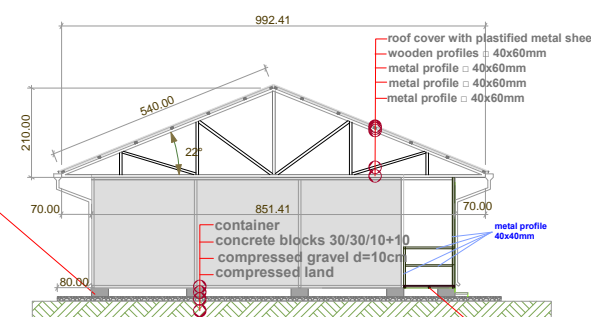 992.41
roof cover with plastified metal shee
wooden profiles □ 40x60mm
metal profile □ 40x60mm
metal profile □ 40x60mm
metal profile □ 40x60mm
540.00
210.00
22°
70.00
851.41
70.00
container
concrete blocks 30/30/10+10
compressed gravel d=10cm
compressed land
metal profile
40x40mm
80.00